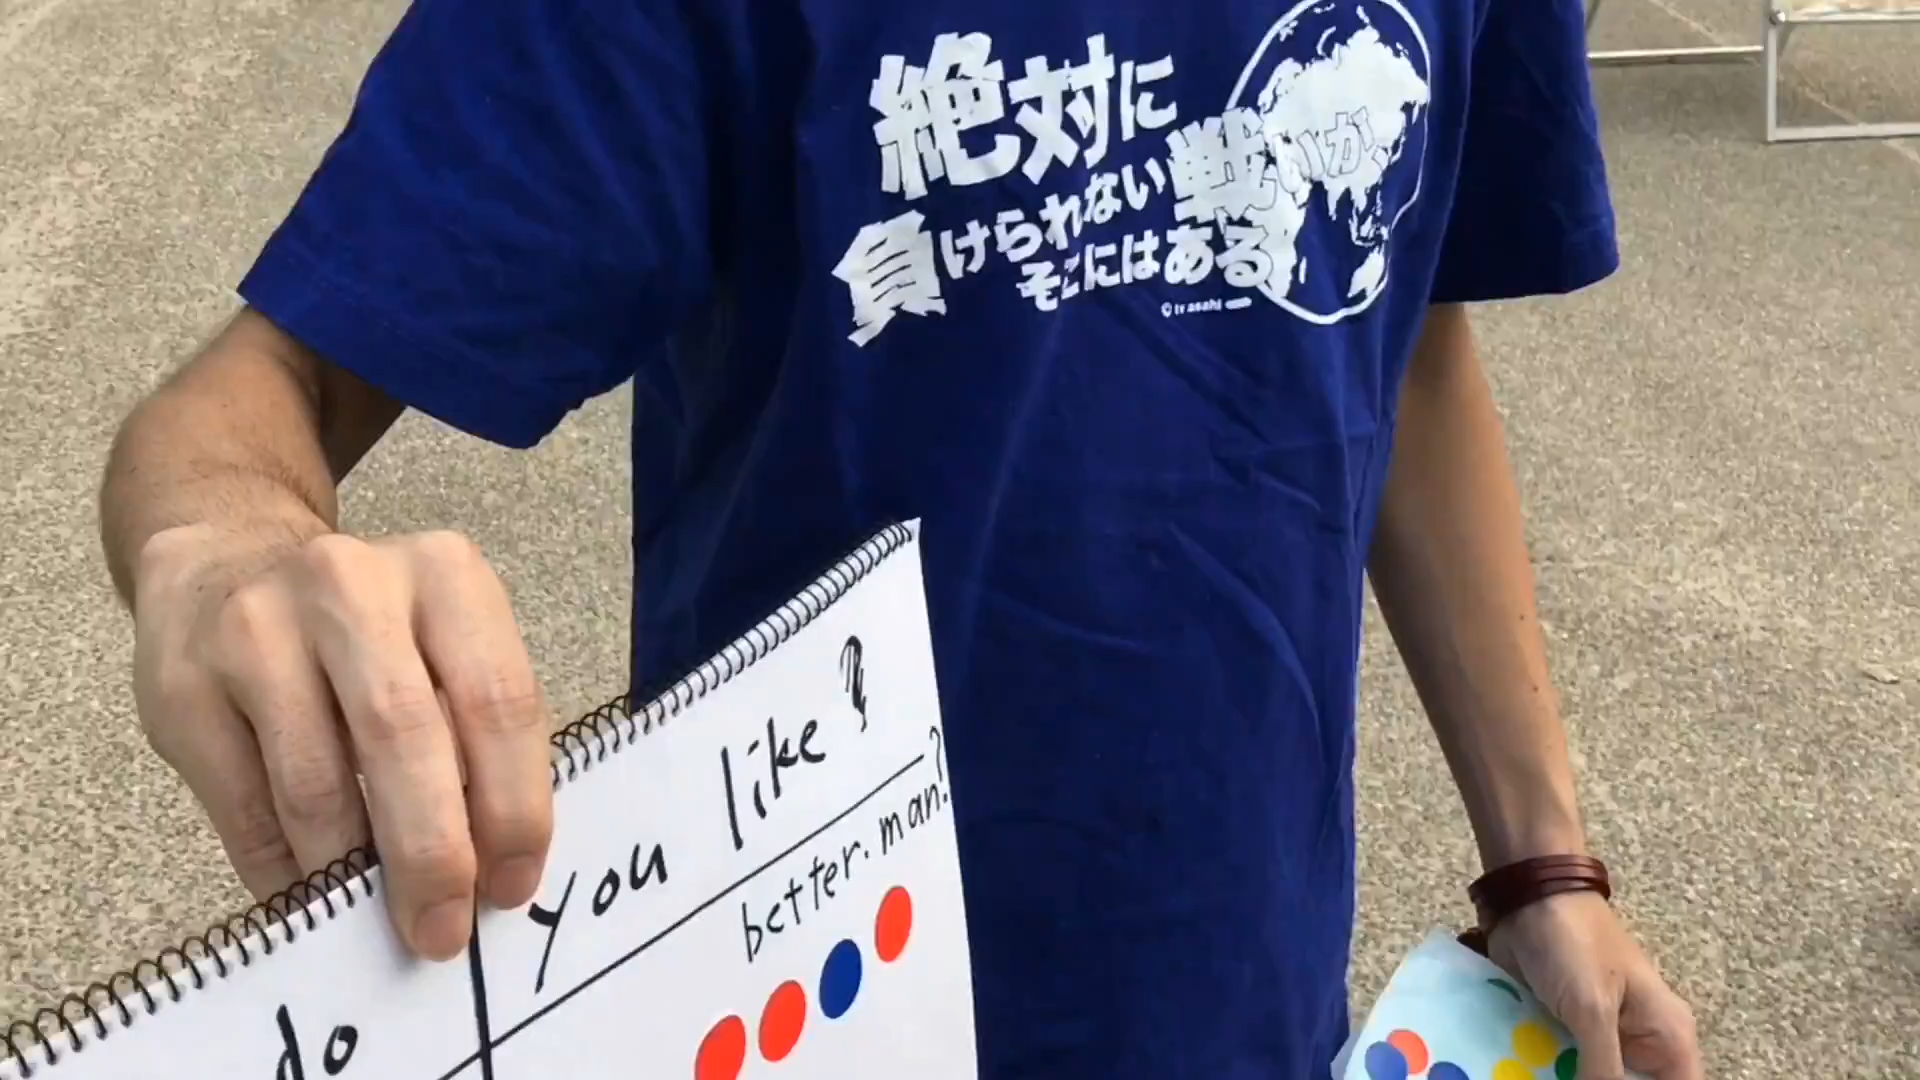 絶対に
負けられない戦いが、
そこにはある
© tv asahi
do you like?
better. man.?